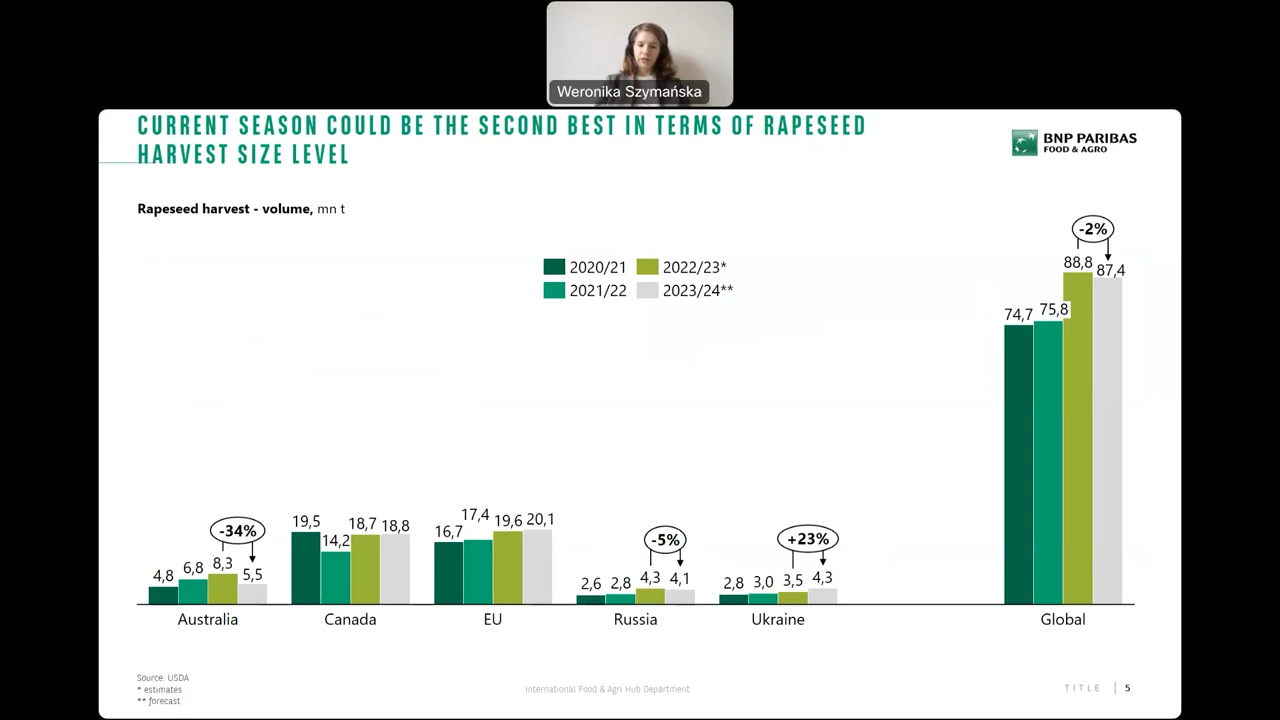 Weronika Szymańska
CURRENT SEASON COULD BE THE SECOND BEST IN TERMS OF RAPESEED
HARVEST SIZE LEVEL
BNP PARIBAS
FOOD & AGRO
Rapeseed harvest - volume, mn t
2020/21 2022/23*
2021/22 2023/24**
-2%
88,8 87,4
74,7 75,8
-34% -5% +23%
4,8 6,8 8,3 5,5
19,5 14,2 18,7 18,8
16,7 17,4 19,6 20,1
2,6 2,8 4,3 4,1
2,8 3,0 3,5 4,3
Australia Canada EU Russia Ukraine Global
Source: USDA
* estimates
** forecast
International Food & Agri Hub Department
TITLE 5